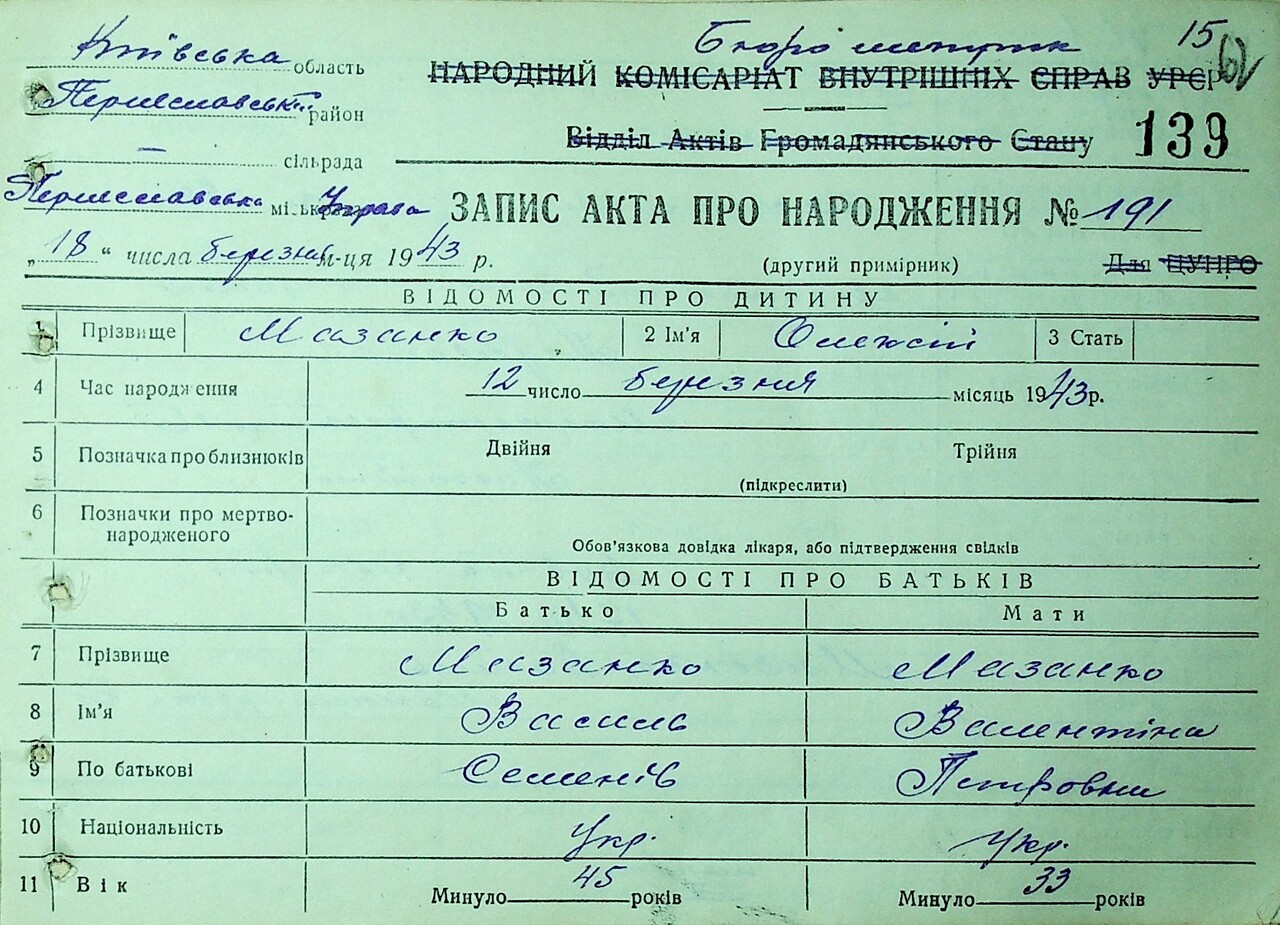 Київська область
Бюро метрик 15
НАРОДНИЙ КОМІСАРІАТ ВНУТРІШНІХ СПРАВ УРСР
Переяславськ. район
Відділ Актів Громадянського Стану 139
— сільрада
Переяславська міськ Управа
ЗАПИС АКТА ПРО НАРОДЖЕННЯ № 191
„18“ числа березня м-ця 1943 р.
(другий примірник) Для ЦУНГО
ВІДОМОСТІ ПРО ДИТИНУ
1 Прізвище Мазанко 2 Ім'я Олексій 3 Стать
4 Час народження 12 число березня місяць 1943 р.
5 Позначка про близнюків Двійня Трійня
(підкреслити)
6 Позначки про мертво-
народженого
Обов'язкова довідка лікаря, або підтвердження свідків
ВІДОМОСТІ ПРО БАТЬКІВ
Батько Мати
7 Прізвище Мазанко Мазанко
8 Ім'я Василь Валентіна
9 По батькові Семенів Петровна
10 Національність Укр. Укр.
11 Вік Минуло 45 років Минуло 33 років